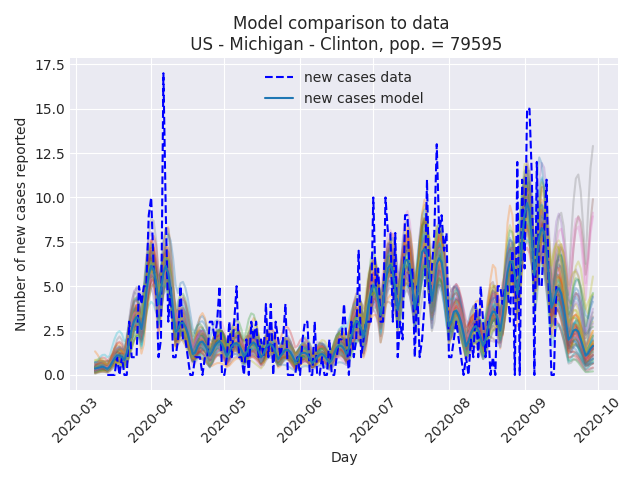 Model comparison to data
US - Michigan - Clinton, pop. = 79595
new cases data
new cases model
Number of new cases reported
17.5
15.0
12.5
10.0
7.5
5.0
2.5
0.0
2020-03
2020-04
2020-05
2020-06
2020-07
2020-08
2020-09
2020-10
Day